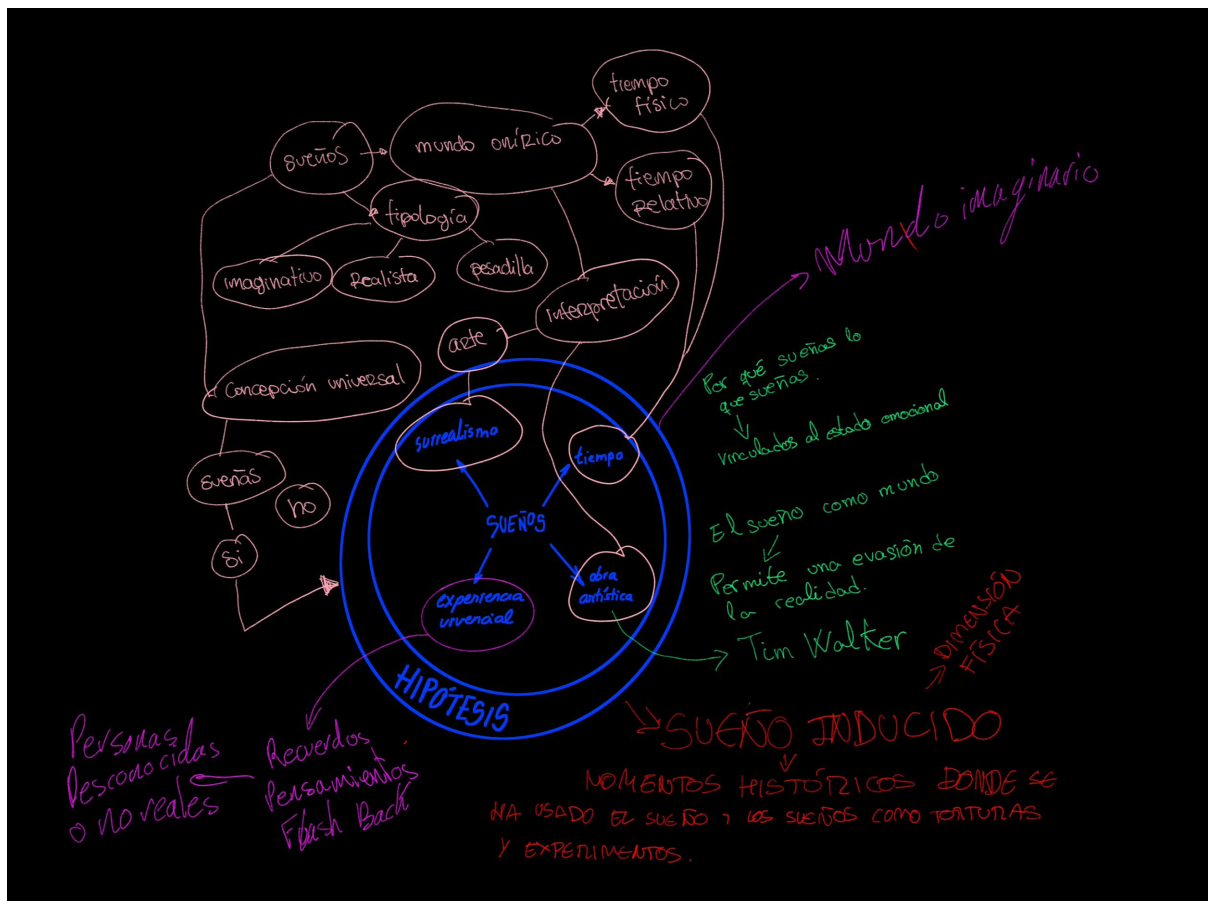 tiempo
físico
sueños
mundo onírico
tiempo
Relativo
tipología
imaginativo
Realista
pesadilla
interpretación
arte
Concepción universal
surrealismo
tiempo
sueñas
no
si
SUEÑOS
experiencia
vivencial
obra
artística
HIPÓTESIS
Mundo imaginario
Por qué sueñas lo
que sueñas.
vinculados al estado emocional
El sueño como mundo
Permite una evasión de
la realidad.
Tim Walker
DIMENSIÓN
FÍSICA
SUEÑO INDUCIDO
MOMENTOS HISTÓRICOS DONDE SE
HA USADO EL SUEÑO Y LOS SUEÑOS COMO TORTURAS
Y EXPERIMENTOS.
Recuerdos
Pensamientos
Flash Back
Personas
Desconocidas
o no reales